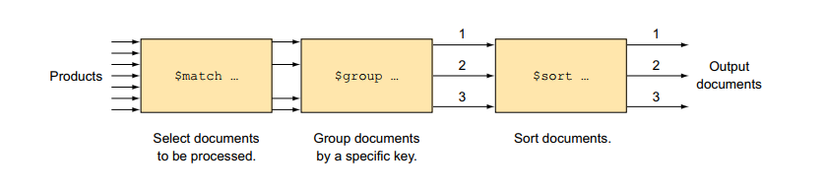 Products
$match …
$group …
1
2
3
$sort …
1
2
3
Output
documents
Select documents
to be processed.
Group documents
by a specific key.
Sort documents.